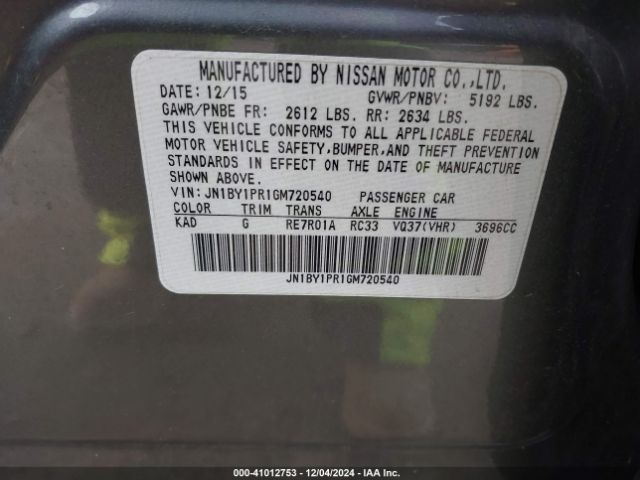 MANUFACTURED BY NISSAN MOTOR CO.,LTD.
DATE: 12/15 GVWR/PNBV: 5192 LBS.
GAWR/PNBE FR: 2612 LBS. RR: 2634 LBS.
THIS VEHICLE CONFORMS TO ALL APPLICABLE FEDERAL
MOTOR VEHICLE SAFETY,BUMPER,AND THEFT PREVENTION
STANDARDS IN EFFECT ON THE DATE OF MANUFACTURE
SHOWN ABOVE.
VIN: JN1BY1PR1GM720540 PASSENGER CAR
COLOR TRIM TRANS AXLE ENGINE
KAD G RE7R01A RC33 VQ37(VHR) 3696CC
JN1BY1PR1GM720540
000-41012753 - 12/04/2024 - IAA Inc.